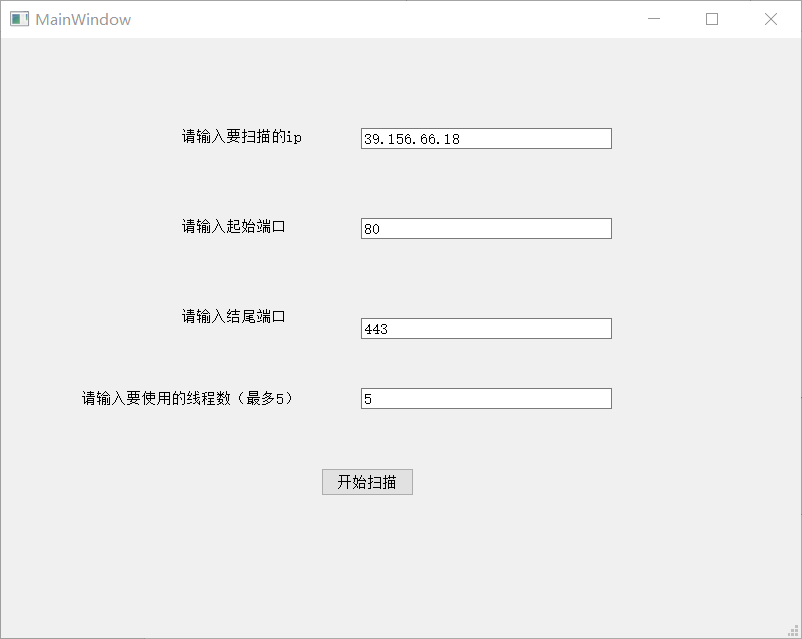 MainWindow
请输入要扫描的ip 39.156.66.18
请输入起始端口 80
请输入结尾端口 443
请输入要使用的线程数（最多5） 5
开始扫描